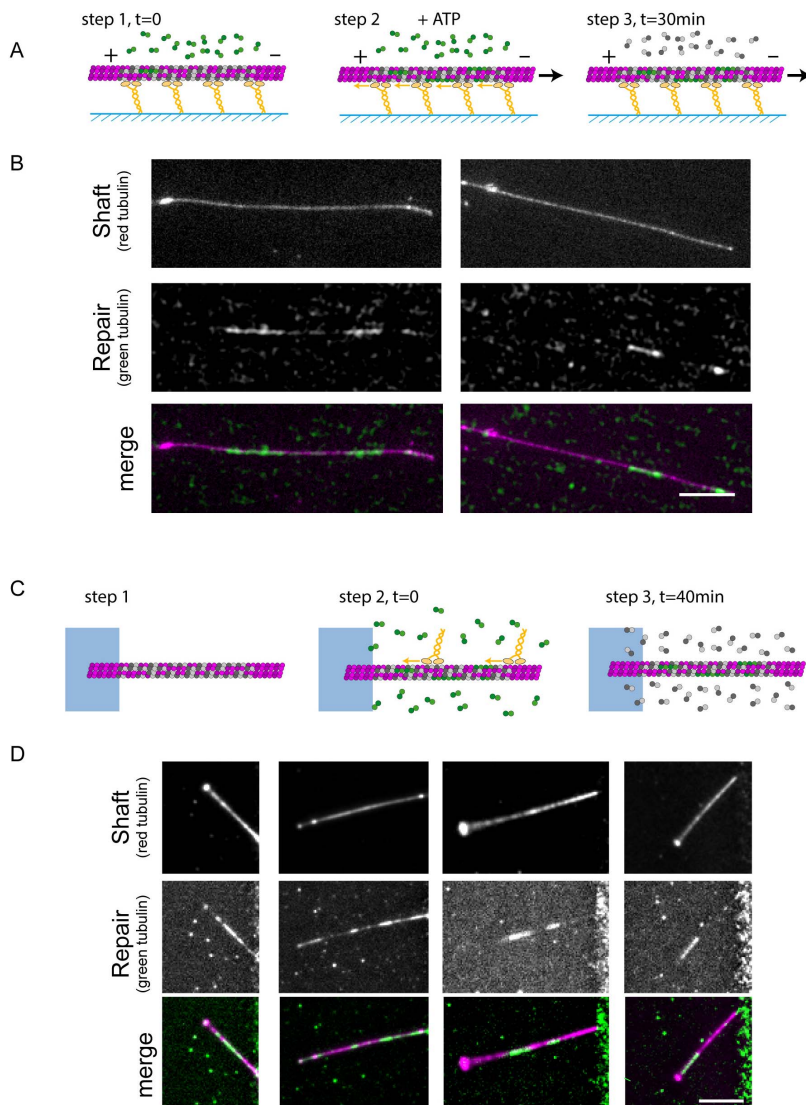 A
step 1, t=0
step 2 + ATP
step 3, t=30min
+ −
+ −
+ −
B
Shaft
(red tubulin)
Repair
(green tubulin)
merge
C
step 1
step 2, t=0
step 3, t=40min
D
Shaft
(red tubulin)
Repair
(green tubulin)
merge